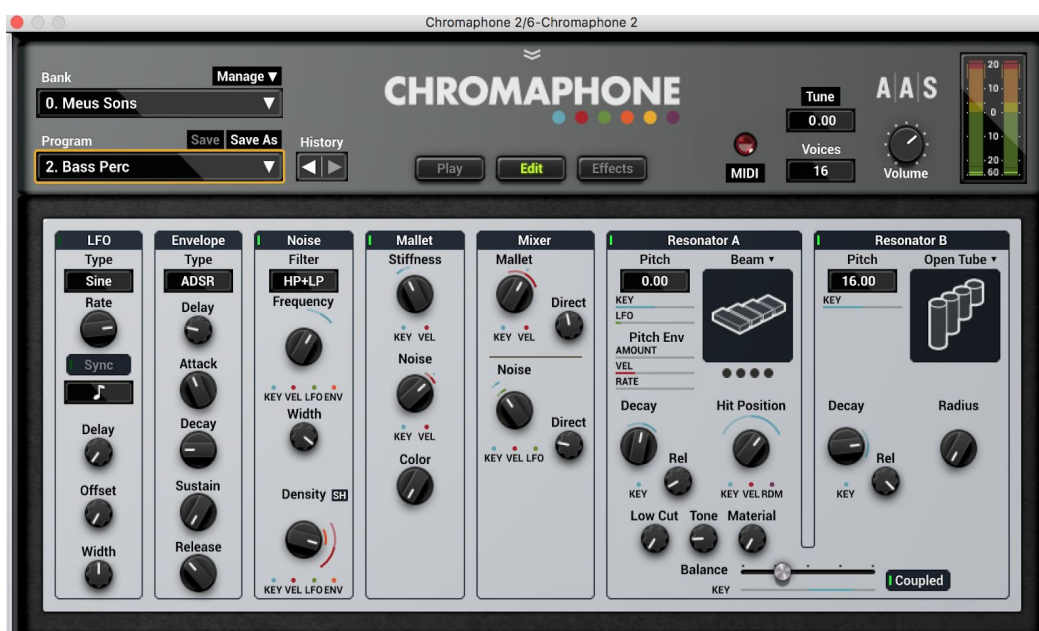 Chromaphone 2/6-Chromaphone 2
Bank
Manage ▼
0. Meus Sons ▼
Program
Save Save As
2. Bass Perc ▼
History
CHROMAPHONE
Play
Edit
Effects
MIDI
Tune
0.00
Voices
16
A|A|S
Volume
20
10
0
10
20
60
LFO
Type
Sine
Rate
Sync
Delay
Offset
Width
Envelope
Type
ADSR
Delay
Attack
Decay
Sustain
Release
Noise
Filter
HP+LP
Frequency
KEY VEL LFO ENV
Width
Density SH
KEY VEL LFO ENV
Mallet
Stiffness
KEY VEL
Noise
KEY VEL
Color
Mixer
Mallet
Direct
KEY VEL
Noise
Direct
KEY VEL LFO
Resonator A
Pitch
Beam ▾
0.00
KEY
LFO
Pitch Env
AMOUNT
VEL
RATE
Decay
Hit Position
Rel
KEY
KEY VEL RDM
Low Cut Tone Material
Balance
KEY
Coupled
Resonator B
Pitch
Open Tube ▾
16.00
KEY
Decay
Radius
Rel
KEY